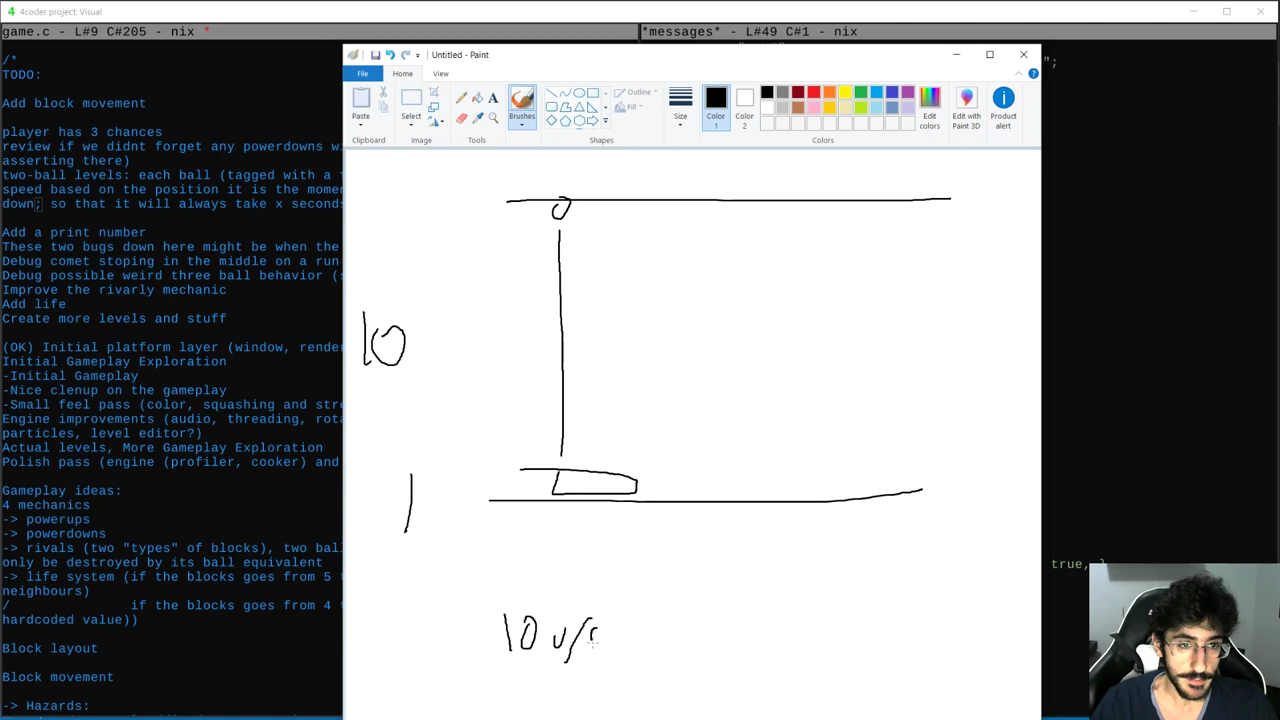 4coder pc: Visual
game.c - L#9 C#205 - nix *
*messages* - L#49 C#1 - nix
/*
TODO:
Add block movement
player has 3 chances
review if we didnt forget any powerdowns
asserting there)
two-ball levels: each ball (tagged with a
speed based on the position it is the
down; so that it will always take x seconds
Add a print number
These two bugs down here might be when the
Debug comet stoping in the middle on a run
Debug possible weird three ball behavior (
Improve the rivarly mechanic
Add life
Create more levels and stuff
(OK) Initial platform layer (window,
Initial Gameplay Exploration
-Initial Gameplay
-Nice clenup on the gameplay
-Small feel pass (color, squashing and
Engine improvements (audio, threading,
particles, level editor?)
Actual levels, More Gameplay Exploration
Polish pass (engine (profiler, cooker) and
Gameplay ideas:
4 mechanics
-> powerups
-> powerdowns
-> rivals (two "types" of blocks), two
only be destroyed by its ball equivalent
-> life system (if the blocks goes from 5
neighbours)
/ if the blocks goes from 4
hardcoded value))
Block layout
Block movement
-> Hazards:
";
true, }
Untitled - Paint
File Home View
Paste
Select
Brushes
Outline
Fill
Size
Color 1
Color 2
Edit colors
Edit with Paint 3D
Product alert
Clipboard
Image
Tools
Shapes
Colors
10
1
10 u/s